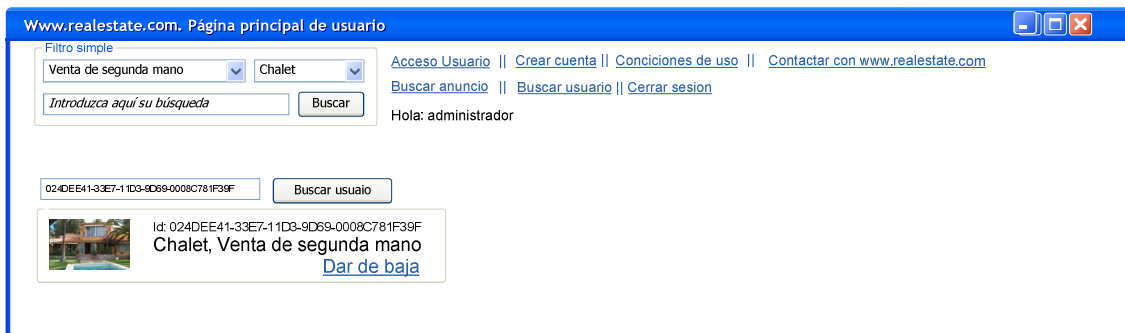 Www.realestate.com. Página principal de usuario
Filtro simple
Venta de segunda mano Chalet
Introduzca aquí su búsqueda Buscar
Acceso Usuario || Crear cuenta || Conciciones de uso || Contactar con www.realestate.com
Buscar anuncio || Buscar usuario || Cerrar sesion
Hola: administrador
024DEE41-33E7-11D3-9D69-0008C781F39F Buscar usuaio
Id: 024DEE41-33E7-11D3-9D69-0008C781F39F
Chalet, Venta de segunda mano
Dar de baja